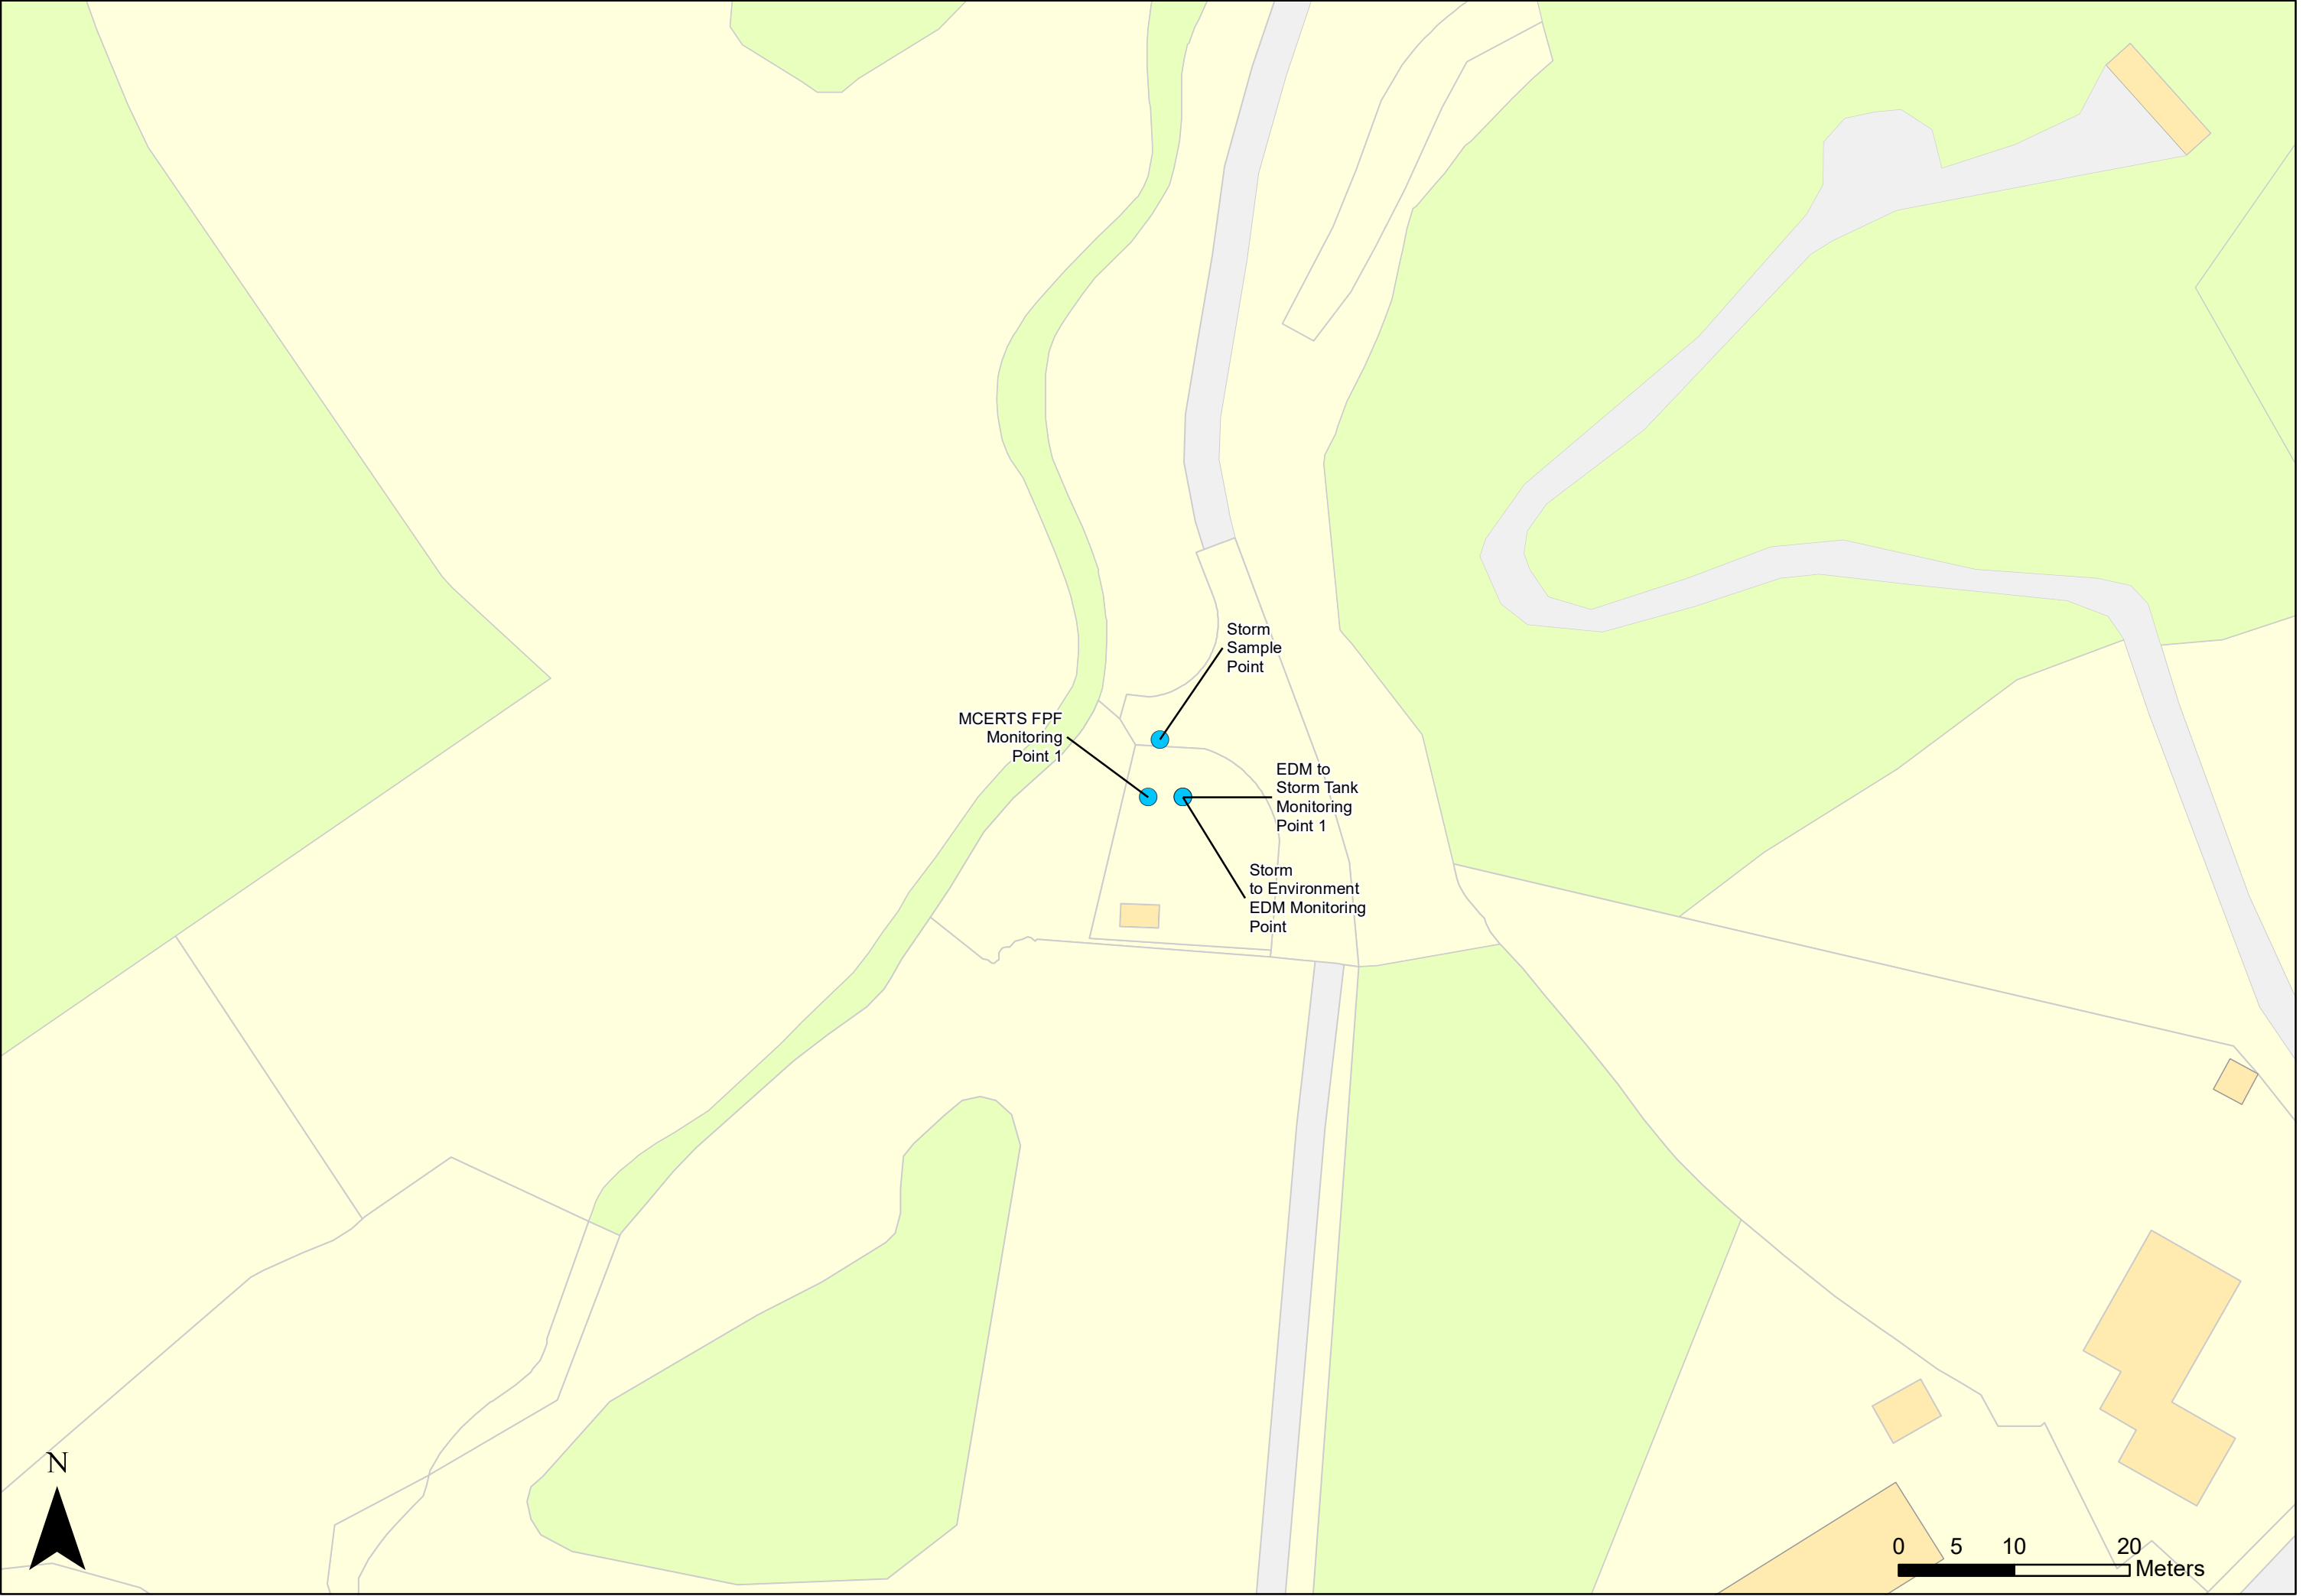 Storm
Sample
Point
MCERTS FPF
Monitoring
Point 1
EDM to
Storm Tank
Monitoring
Point 1
Storm
to Environment
EDM Monitoring
Point
N
0 5 10 20
Meters